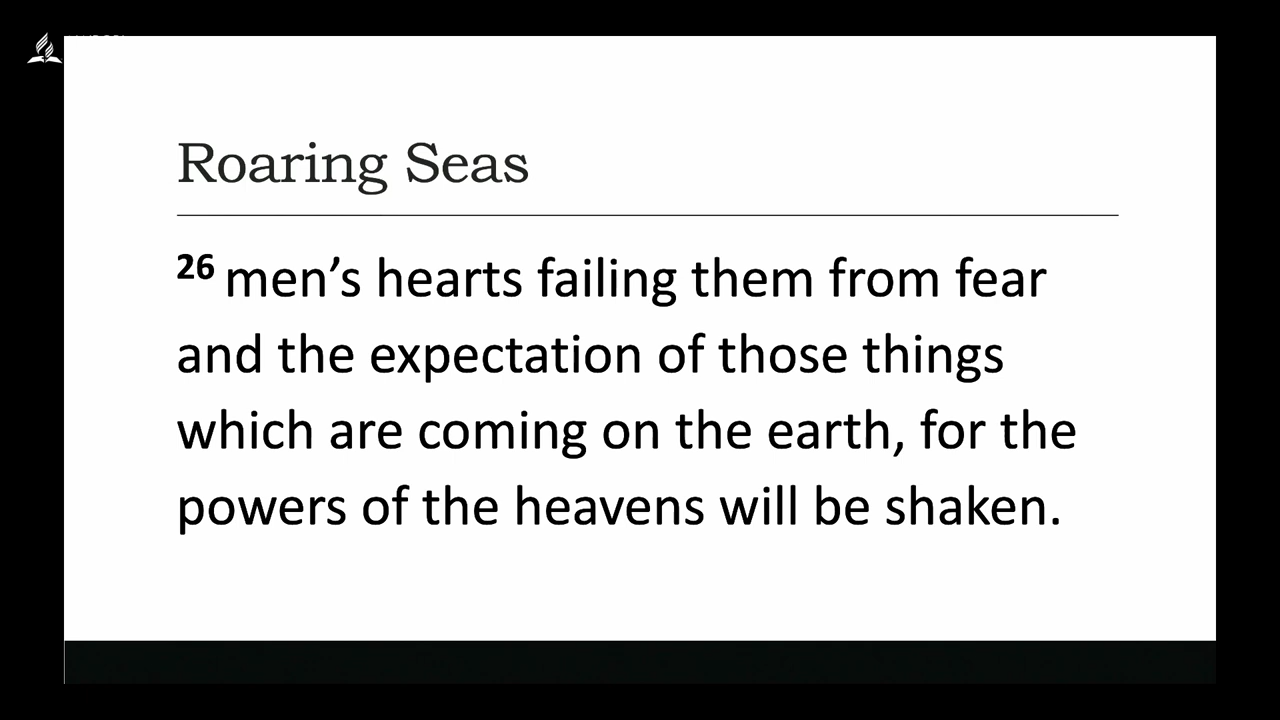 Roaring Seas
26 men’s hearts failing them from fear
and the expectation of those things
which are coming on the earth, for the
powers of the heavens will be shaken.